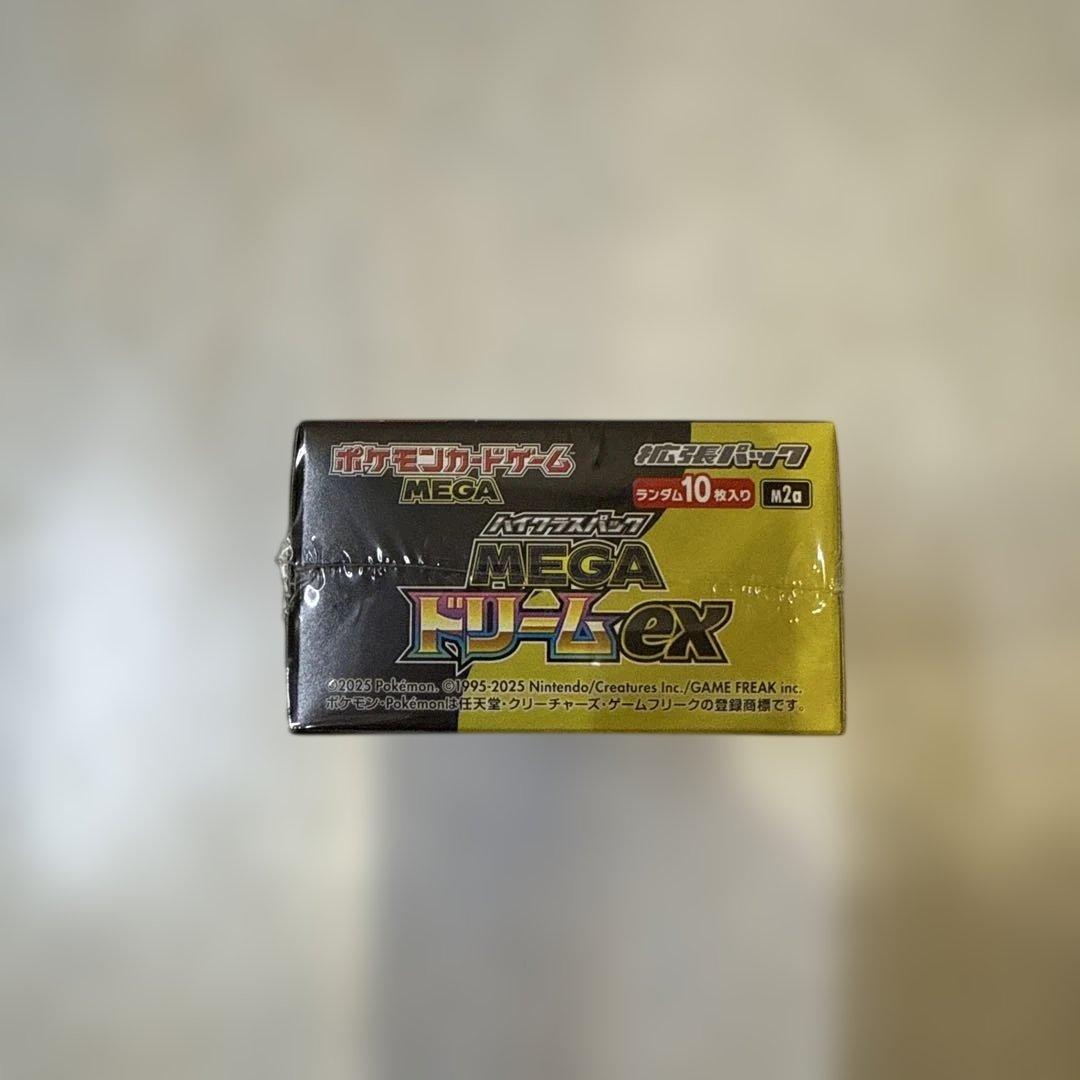 ポケモンカードゲーム
MEGA
拡張パック
ランダム10枚入り M2a
ハイクラスパック
MEGA
ドリームex
©2025 Pokémon. ©1995-2025 Nintendo/Creatures Inc./GAME FREAK inc.
ポケモン・Pokémonは任天堂・クリーチャーズ・ゲームフリークの登録商標です。